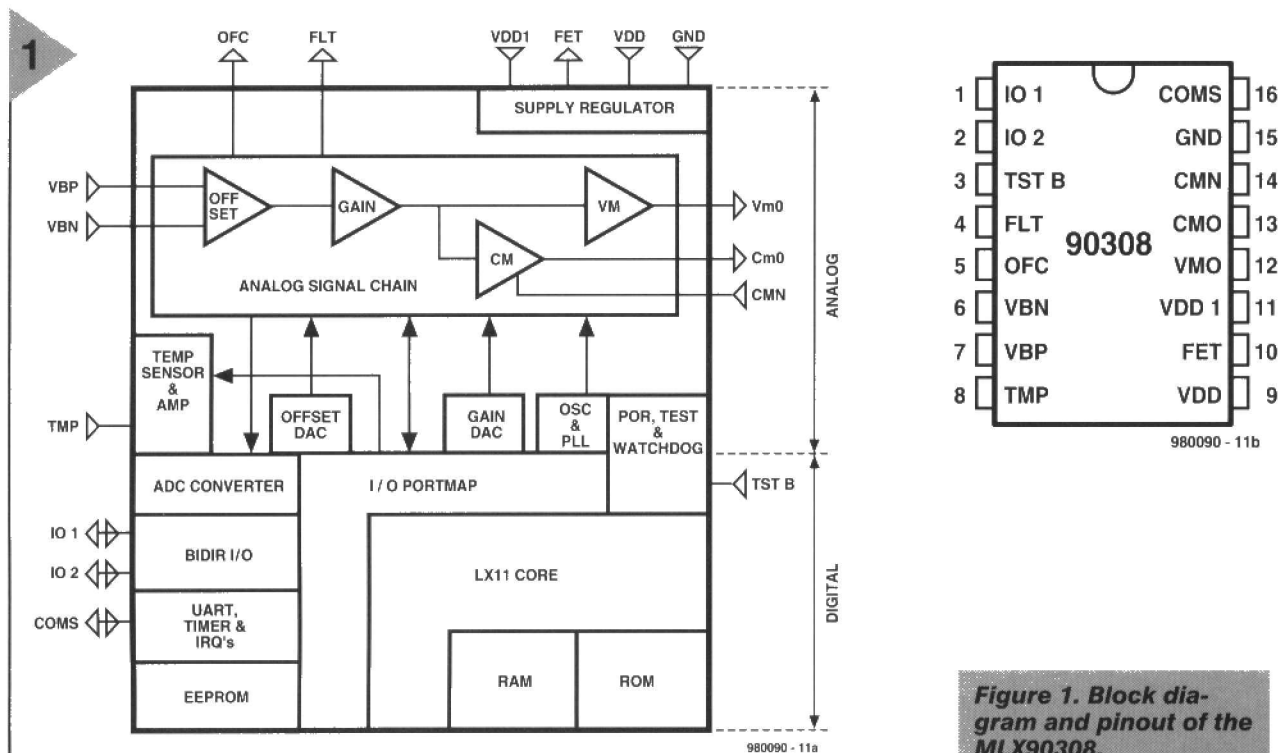 1
OFC FLT VDD1 FET VDD GND
SUPPLY REGULATOR
VBP
VBN
OFF
SET
GAIN
VM
CM
Vm0
Cm0
CMN
ANALOG SIGNAL CHAIN
ANALOG
TEMP
SENSOR
&
AMP
TMP
OFFSET
DAC
GAIN
DAC
OSC
&
PLL
POR, TEST
&
WATCHDOG
TST B
ADC CONVERTER
I / O PORTMAP
IO 1
IO 2
BIDIR I/O
LX11 CORE
DIGITAL
COMS
UART,
TIMER &
IRQ's
EEPROM
RAM
ROM
980090 - 11a
1 IO 1 COMS 16
2 IO 2 GND 15
3 TST B CMN 14
4 FLT CMO 13
90308
5 OFC VMO 12
6 VBN VDD 1 11
7 VBP FET 10
8 TMP VDD 9
980090 - 11b
Figure 1. Block dia-
gram and pinout of the
MLX90308